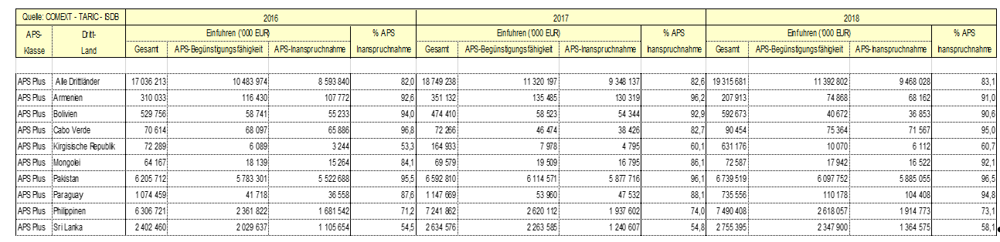 Quelle: COMEXT - TARIC - ISDB 2016 2017 2018
APS- Dritt- Einfuhren ('000 EUR) % APS Einfuhren ('000 EUR) % APS Einfuhren ('000 EUR) % APS
Klasse Land Gesamt APS-Begünstigungsfähigkeit APS-Inanspruchnahme Inanspruchnahme Gesamt APS-Begünstigungsfähigkeit APS-Inanspruchnahme Inanspruchnahme Gesamt APS-Begünstigungsfähigkeit APS-Inanspruchnahme Inanspruchnahme
APS Plus Alle Drittländer 17 036 213 10 483 974 8 593 840 82,0 18 749 238 11 320 197 9 348 137 82,6 19 315 681 11 392 802 9 468 028 83,1
APS Plus Armenien 310 033 116 430 107 772 92,6 351 132 135 485 130 319 96,2 207 913 74 868 68 162 91,0
APS Plus Bolivien 529 756 58 741 55 233 94,0 474 410 58 523 54 344 92,9 592 673 40 672 36 853 90,6
APS Plus Cabo Verde 70 614 68 097 65 886 96,8 72 266 46 474 38 426 82,7 90 454 75 364 71 567 95,0
APS Plus Kirgisische Republik 72 289 6 089 3 244 53,3 164 933 7 978 4 795 60,1 631 176 10 070 6 112 60,7
APS Plus Mongolei 64 167 18 139 15 264 84,1 69 579 19 509 16 795 86,1 72 587 17 942 16 522 92,1
APS Plus Pakistan 6 205 712 5 783 301 5 522 688 95,5 6 592 810 6 114 571 5 877 716 96,1 6 739 519 6 097 752 5 885 055 96,5
APS Plus Paraguay 1 074 459 41 718 36 558 87,6 1 147 669 53 960 47 532 88,1 735 556 110 178 104 408 94,8
APS Plus Philippinen 6 306 721 2 361 822 1 681 542 71,2 7 241 862 2 620 112 1 937 602 74,0 7 490 408 2 618 057 1 914 773 73,1
APS Plus Sri Lanka 2 402 460 2 029 637 1 105 654 54,5 2 634 576 2 263 585 1 240 607 54,8 2 755 395 2 347 900 1 364 575 58,1